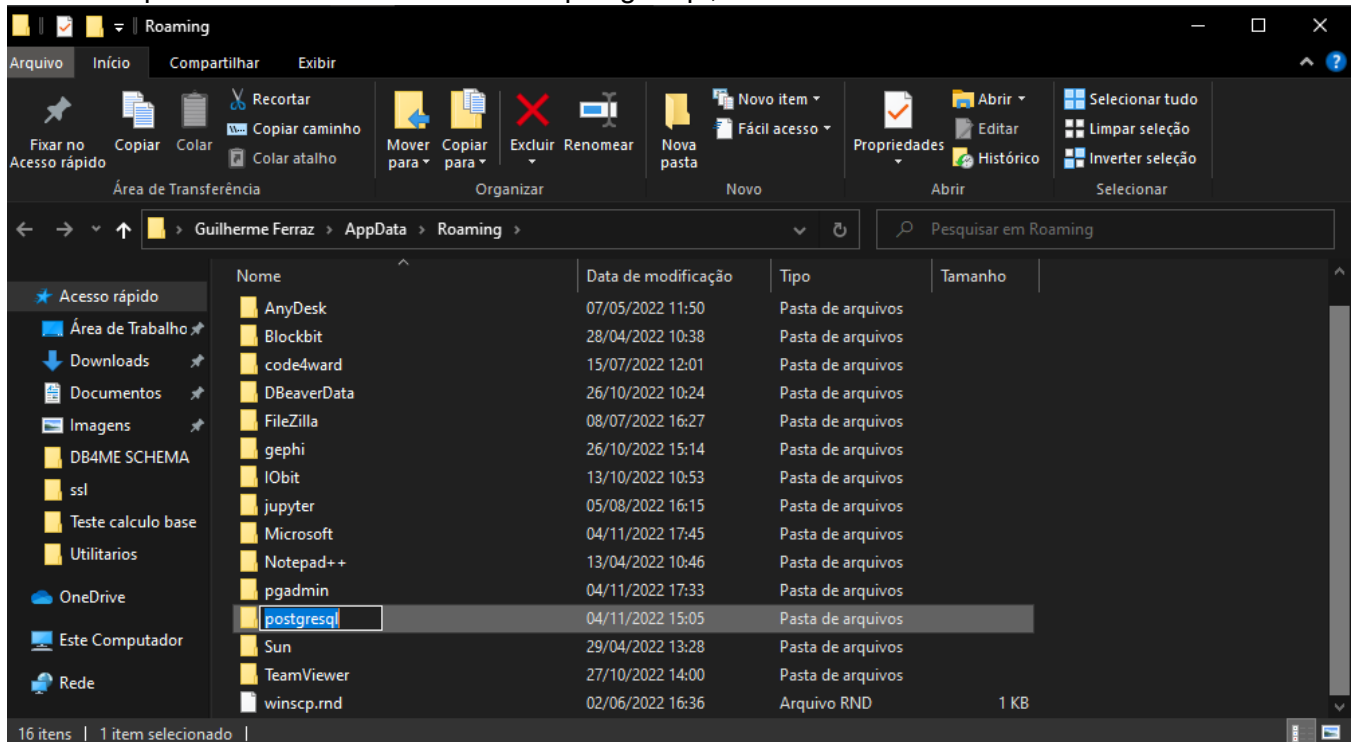 Roaming
Arquivo Início Compartilhar Exibir
Fixar no Acesso rápido
Copiar
Colar
Recortar
Copiar caminho
Colar atalho
Mover para
Copiar para
Excluir
Renomear
Nova pasta
Novo item
Fácil acesso
Propriedades
Abrir
Editar
Histórico
Selecionar tudo
Limpar seleção
Inverter seleção
Área de Transferência Organizar Novo Abrir Selecionar
Guilherme Ferraz > AppData > Roaming >
Pesquisar em Roaming
Acesso rápido
Área de Trabalho
Downloads
Documentos
Imagens
DB4ME SCHEMA
ssl
Teste calculo base
Utilitarios
OneDrive
Este Computador
Rede
Nome Data de modificação Tipo Tamanho
AnyDesk 07/05/2022 11:50 Pasta de arquivos
Blockbit 28/04/2022 10:38 Pasta de arquivos
code4ward 15/07/2022 12:01 Pasta de arquivos
DBeaverData 26/10/2022 10:24 Pasta de arquivos
FileZilla 08/07/2022 16:27 Pasta de arquivos
gephi 26/10/2022 15:14 Pasta de arquivos
IObit 13/10/2022 10:53 Pasta de arquivos
jupyter 05/08/2022 16:15 Pasta de arquivos
Microsoft 04/11/2022 17:45 Pasta de arquivos
Notepad++ 13/04/2022 10:46 Pasta de arquivos
pgadmin 04/11/2022 17:33 Pasta de arquivos
postgresql 04/11/2022 15:05 Pasta de arquivos
Sun 29/04/2022 13:28 Pasta de arquivos
TeamViewer 27/10/2022 14:00 Pasta de arquivos
winscp.rnd 02/06/2022 16:36 Arquivo RND 1 KB
16 itens | 1 item selecionado |